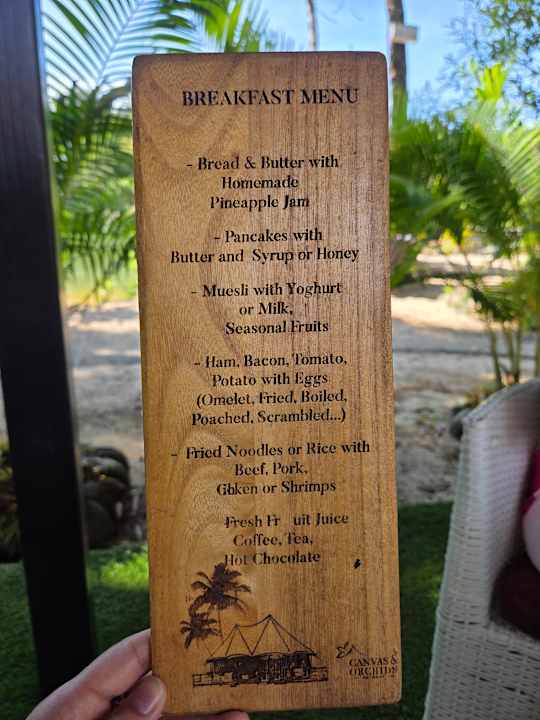 BREAKFAST MENU
- Bread & Butter with
Homemade
Pineapple Jam
- Pancakes with
Butter and Syrup or Honey
- Muesli with Yoghurt
or Milk,
Seasonal Fruits
- Ham, Bacon, Tomato,
Potato with Eggs
(Omelet, Fried, Boiled,
Poached, Scrambled...)
- Fried Noodles or Rice with
Beef, Pork,
or Shrimps
Fresh Fr uit Juice
Coffee, Tea,
Hot Chocolate
CANVAS &
ORCHIDS